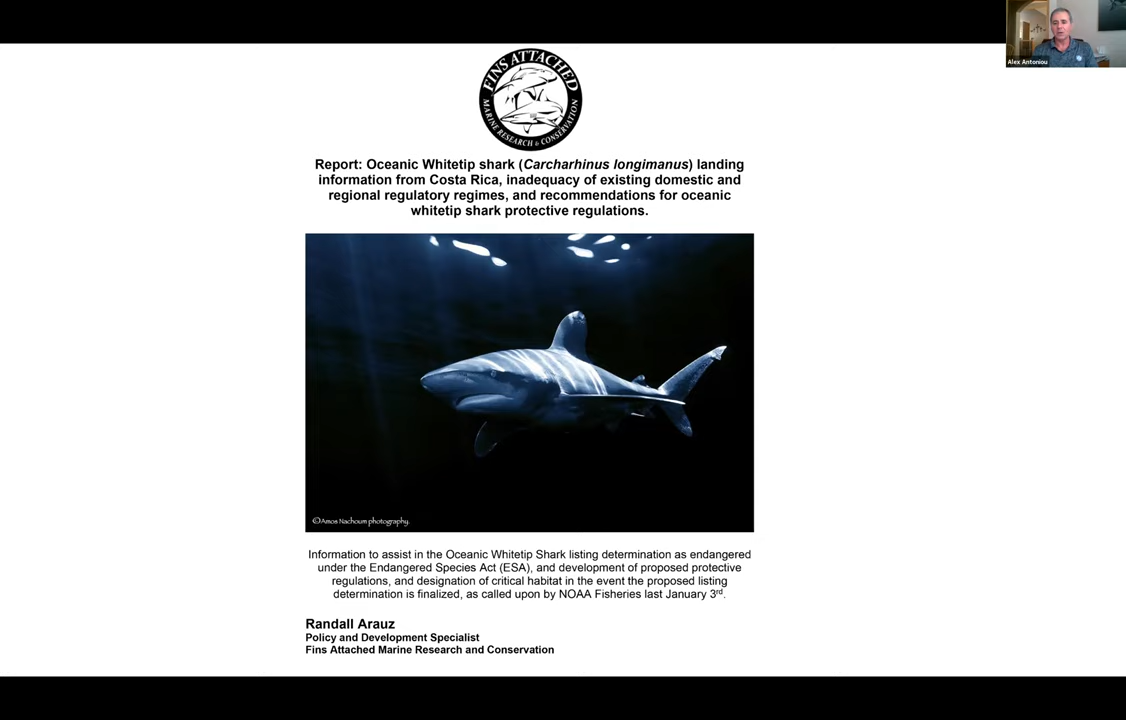 Alex Antoniou
FINS ATTACHED
MARINE RESEARCH & CONSERVATION
Report: Oceanic Whitetip shark (Carcharhinus longimanus) landing
information from Costa Rica, inadequacy of existing domestic and
regional regulatory regimes, and recommendations for oceanic
whitetip shark protective regulations.
©Amos Nachoum photography.
Information to assist in the Oceanic Whitetip Shark listing determination as endangered
under the Endangered Species Act (ESA), and development of proposed protective
regulations, and designation of critical habitat in the event the proposed listing
determination is finalized, as called upon by NOAA Fisheries last January 3rd.
Randall Arauz
Policy and Development Specialist
Fins Attached Marine Research and Conservation